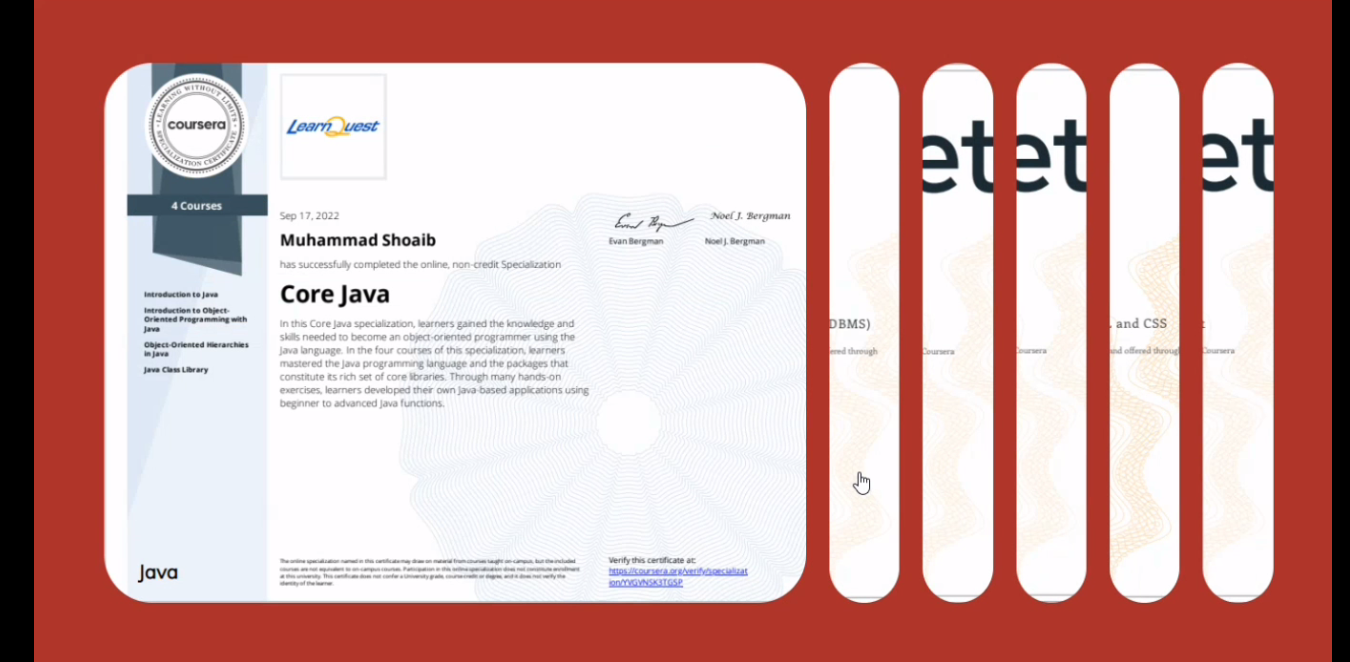 LEARNING WITHOUT LIMITS
coursera
SPECIALIZATION CERTIFICATE
4 Courses
Introduction to Java
Introduction to Object-
Oriented Programming with
Java
Object-Oriented Hierarchies
in Java
Java Class Library
Java
LearnQuest
Sep 17, 2022
Muhammad Shoaib
has successfully completed the online, non-credit Specialization
Core Java
In this Core Java specialization, learners gained the knowledge and
skills needed to become an object-oriented programmer using the
Java language. In the four courses of this specialization, learners
mastered the Java programming language and the packages that
constitute its rich set of core libraries. Through many hands-on
exercises, learners developed their own Java-based applications using
beginner to advanced Java functions.
Noel J. Bergman
Evan Bergman
Noel J. Bergman
The online specialization named in this certificate may draw on material from courses taught on-campus, but the included
courses are not equivalent to on-campus courses. Participation in this online specialization does not constitute enrollment
at this university. This certificate does not confer a University grade, course credit or degree, and it does not verify the
identity of the learner.
Verify this certificate at:
https://coursera.org/verify/specializat
ion/YVGVNSK3TGSP
DBMS)
ered through
et
Coursera
et
Coursera
. and CSS
nd offered throug
et
t
Coursera